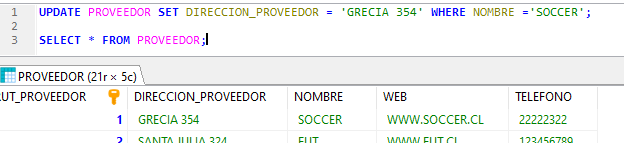 1 UPDATE PROVEEDOR SET DIRECCION_PROVEEDOR = 'GRECIA 354' WHERE NOMBRE ='SOCCER';
2
3 SELECT * FROM PROVEEDOR;
PROVEEDOR (21r × 5c)
UT_PROVEEDOR DIRECCION_PROVEEDOR NOMBRE WEB TELEFONO
1 GRECIA 354 SOCCER WWW.SOCCER.CL 22222322
2 SANTA JULIA 324 FUT WWW.FUT.CL 123456789